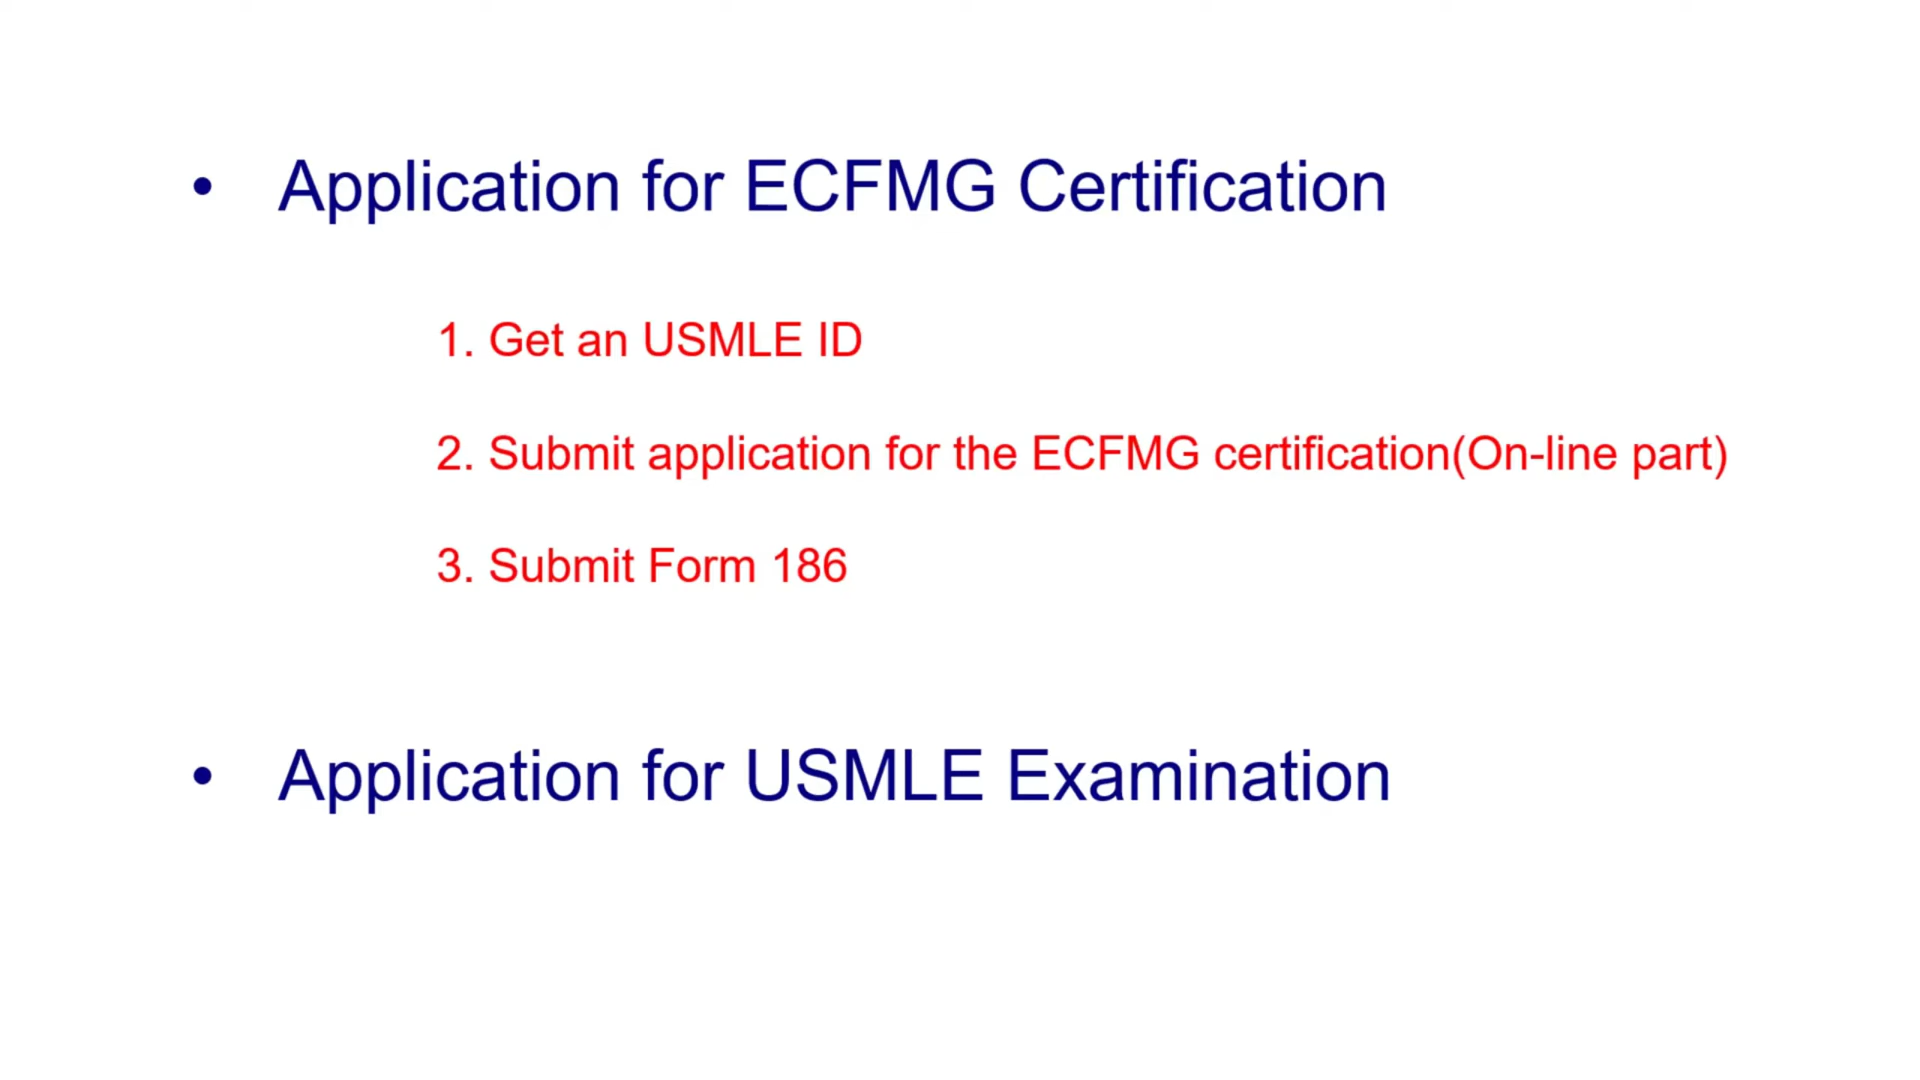 • Application for ECFMG Certification
1. Get an USMLE ID
2. Submit application for the ECFMG certification(On-line part)
3. Submit Form 186
• Application for USMLE Examination